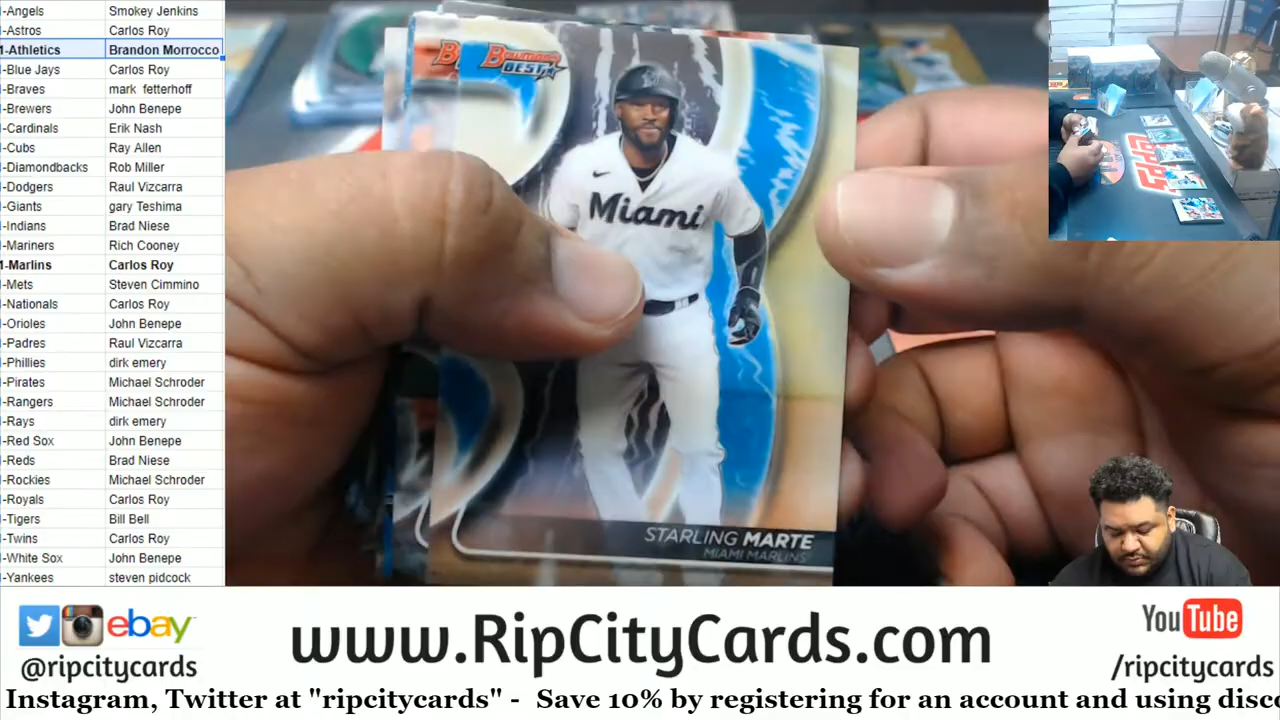 -Angels Smokey Jenkins
-Astros Carlos Roy
1-Athletics Brandon Morrocco
-Blue Jays Carlos Roy
-Braves mark fetterhoff
-Brewers John Benepe
-Cardinals Erik Nash
-Cubs Ray Allen
-Diamondbacks Rob Miller
-Dodgers Raul Vizcarra
-Giants gary Teshima
-Indians Brad Niese
-Mariners Rich Cooney
1-Marlins Carlos Roy
-Mets Steven Cimmino
-Nationals Carlos Roy
-Orioles John Benepe
-Padres Raul Vizcarra
-Phillies dirk emery
-Pirates Michael Schroder
-Rangers Michael Schroder
-Rays dirk emery
-Red Sox John Benepe
-Reds Brad Niese
-Rockies Michael Schroder
-Royals Carlos Roy
-Tigers Bill Bell
-Twins Carlos Roy
-White Sox John Benepe
-Yankees steven pidcock
B
BOWMAN'S
BEST
Miami
STARLING MARTE
MIAMI MARLINS
TOPPS
ebay
@ripcitycards
www.RipCityCards.com
YouTube
/ripcitycards
Instagram, Twitter at "ripcitycards" - Save 10% by registering for an account and using disc